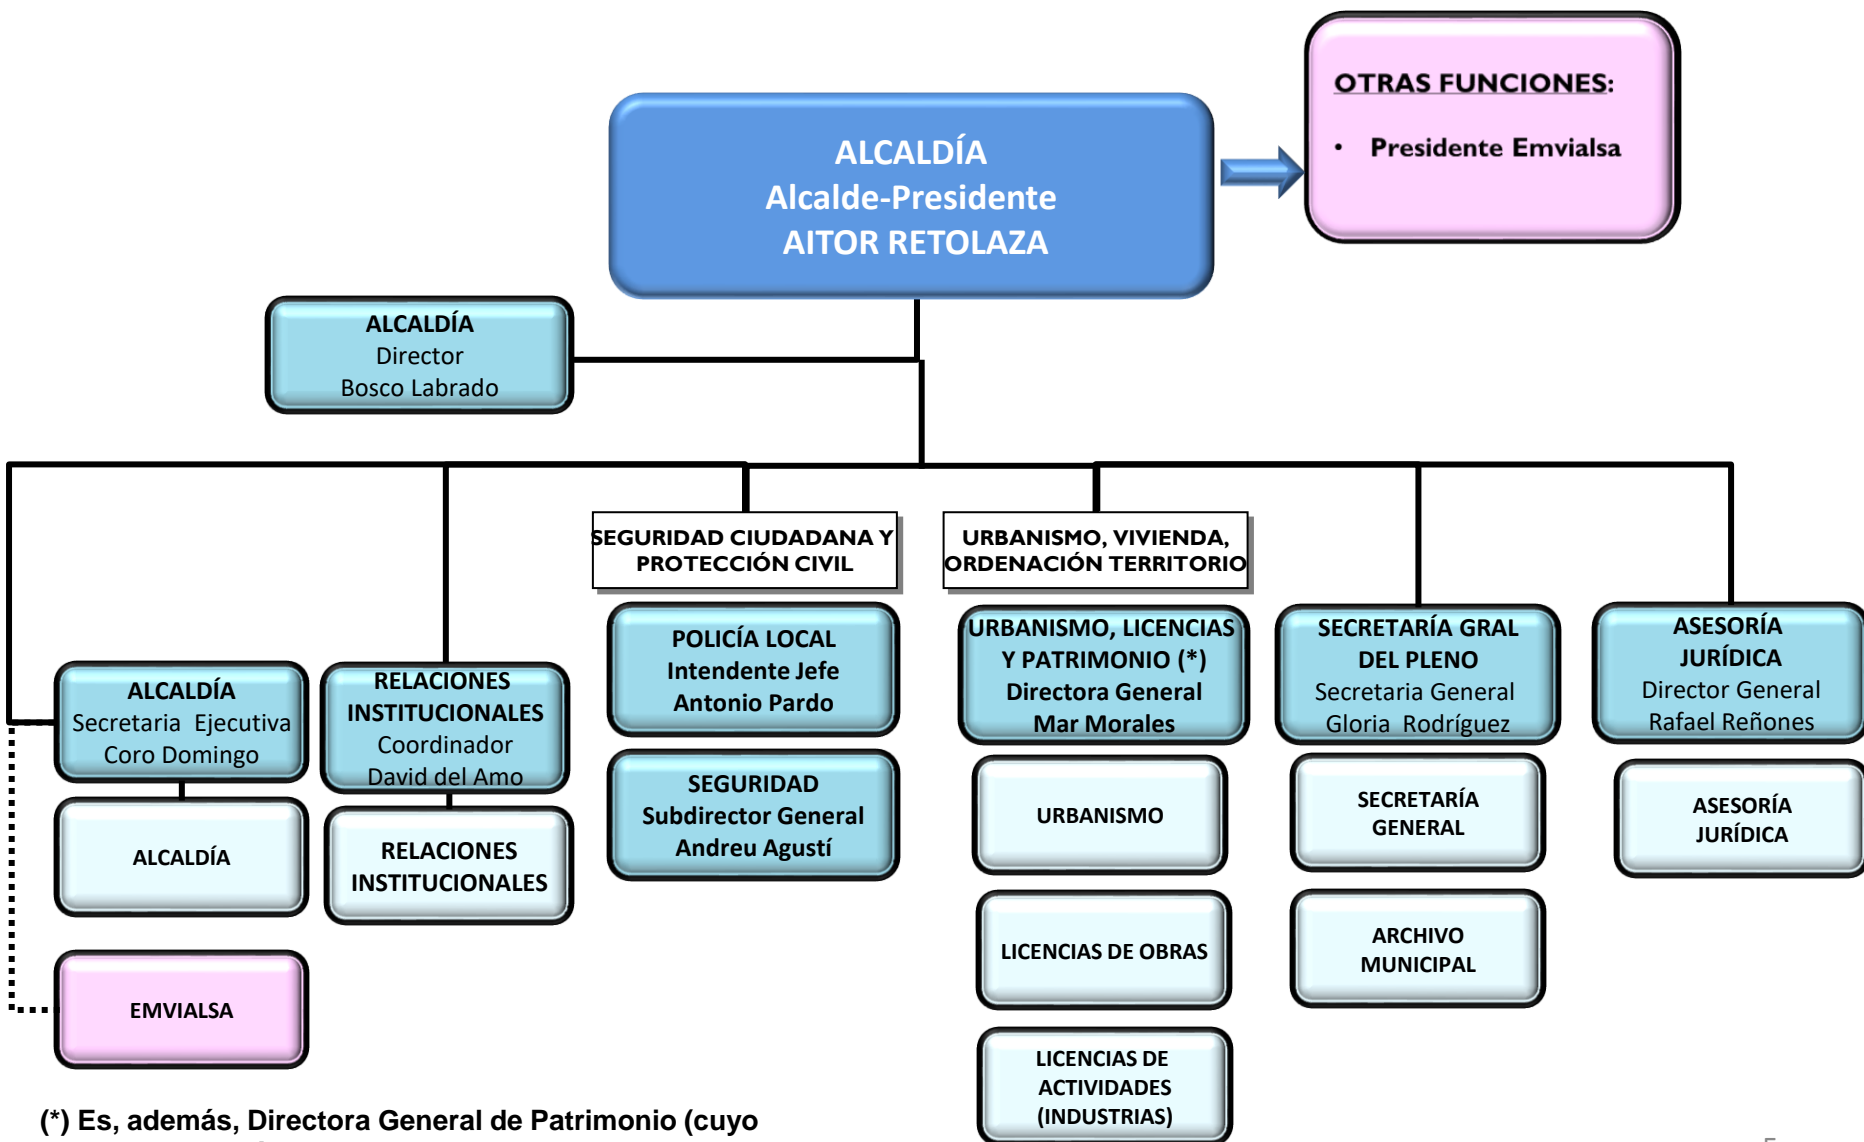 OTRAS FUNCIONES:
• Presidente Emvialsa
ALCALDÍA
Alcalde-Presidente
AITOR RETOLAZA
ALCALDÍA
Director
Bosco Labrado
SEGURIDAD CIUDADANA Y
PROTECCIÓN CIVIL
URBANISMO, VIVIENDA,
ORDENACIÓN TERRITORIO
ALCALDÍA
Secretaria Ejecutiva
Coro Domingo
RELACIONES
INSTITUCIONALES
Coordinador
David del Amo
POLICÍA LOCAL
Intendente Jefe
Antonio Pardo
URBANISMO, LICENCIAS
Y PATRIMONIO (*)
Directora General
Mar Morales
SECRETARÍA GRAL
DEL PLENO
Secretaria General
Gloria Rodríguez
ASESORÍA
JURÍDICA
Director General
Rafael Reñones
ALCALDÍA
RELACIONES
INSTITUCIONALES
SEGURIDAD
Subdirector General
Andreu Agustí
URBANISMO
SECRETARÍA
GENERAL
ASESORÍA
JURÍDICA
EMVIALSA
LICENCIAS DE OBRAS
ARCHIVO
MUNICIPAL
LICENCIAS DE
ACTIVIDADES
(INDUSTRIAS)
(*) Es, además, Directora General de Patrimonio (cuyo